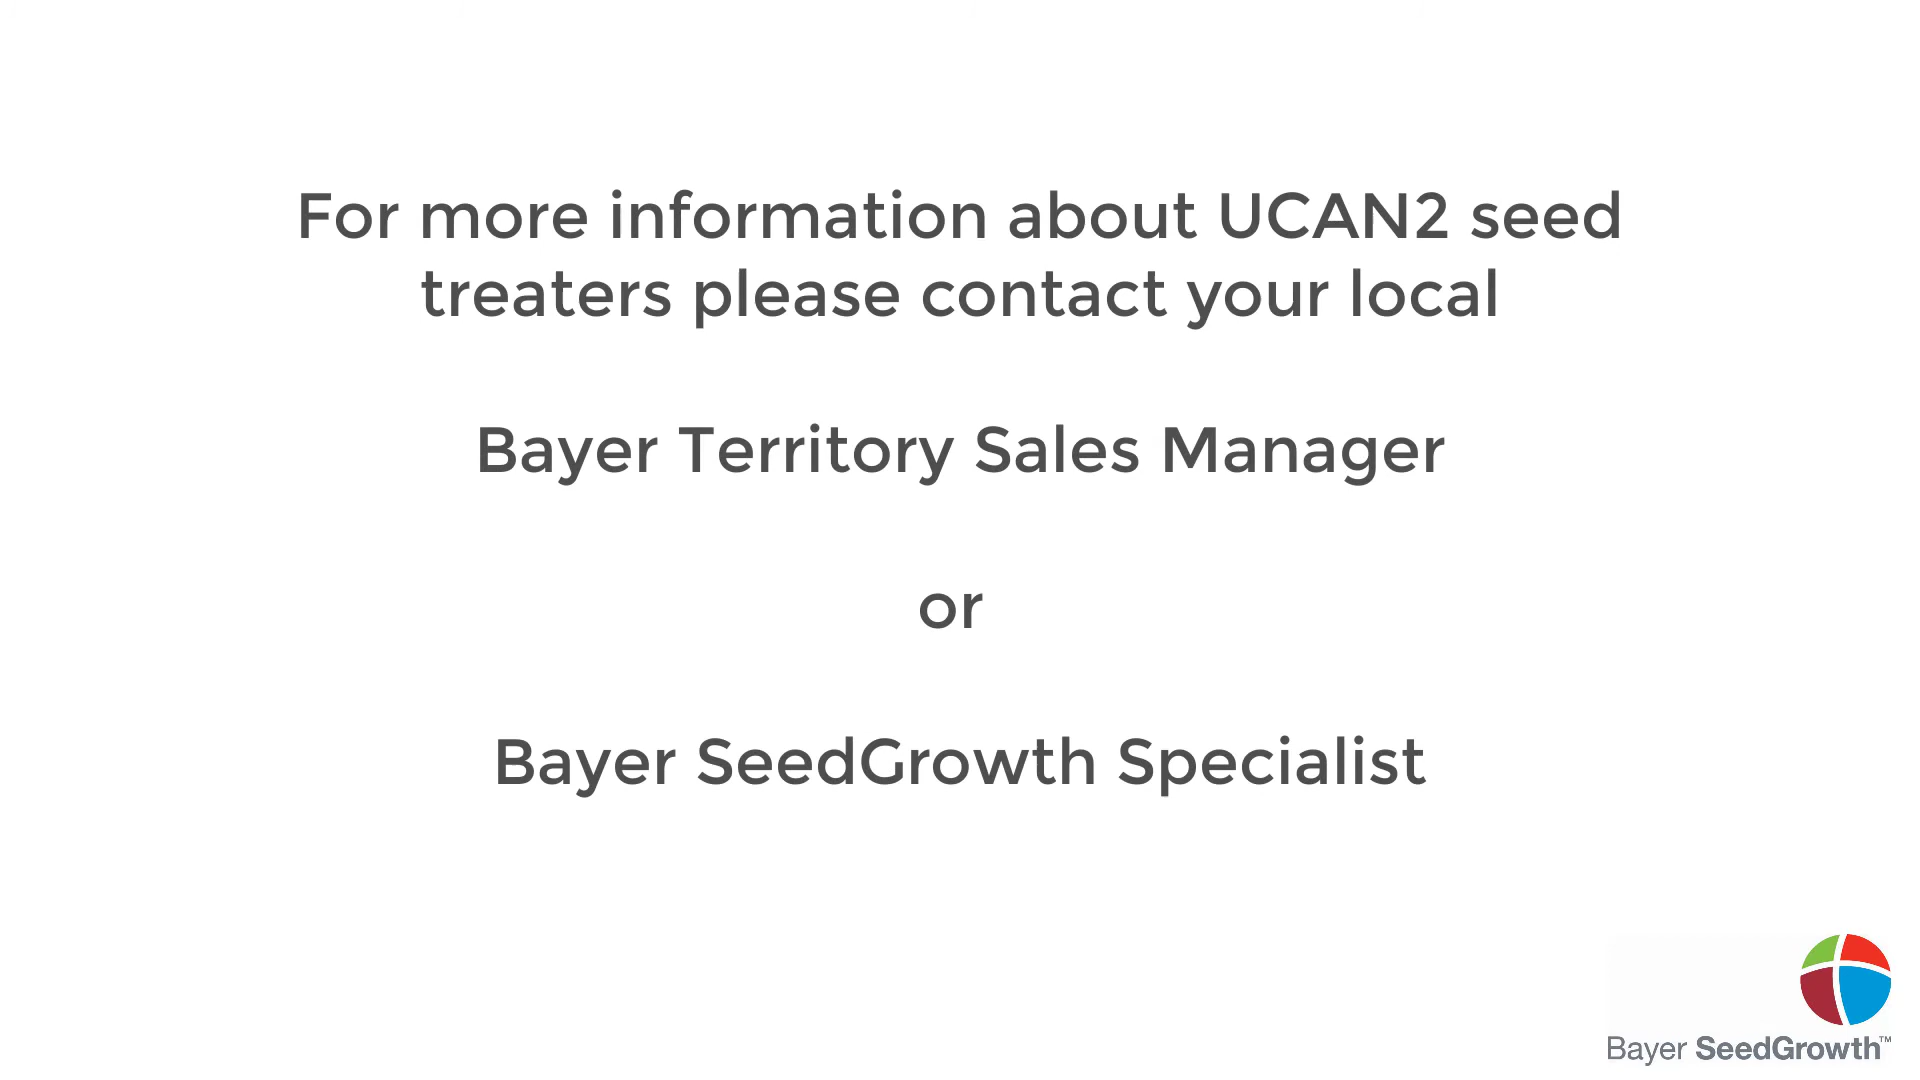 For more information about UCAN2 seed
treaters please contact your local
Bayer Territory Sales Manager
or
Bayer SeedGrowth Specialist
Bayer SeedGrowth™